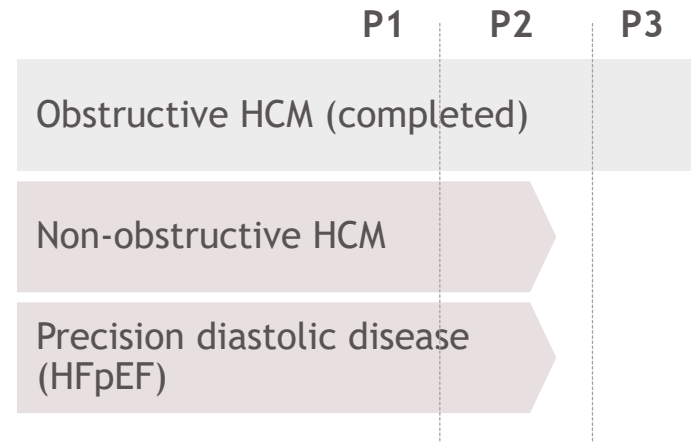 P1 P2 P3
Obstructive HCM (completed)
Non-obstructive HCM
Precision diastolic disease
(HFpEF)